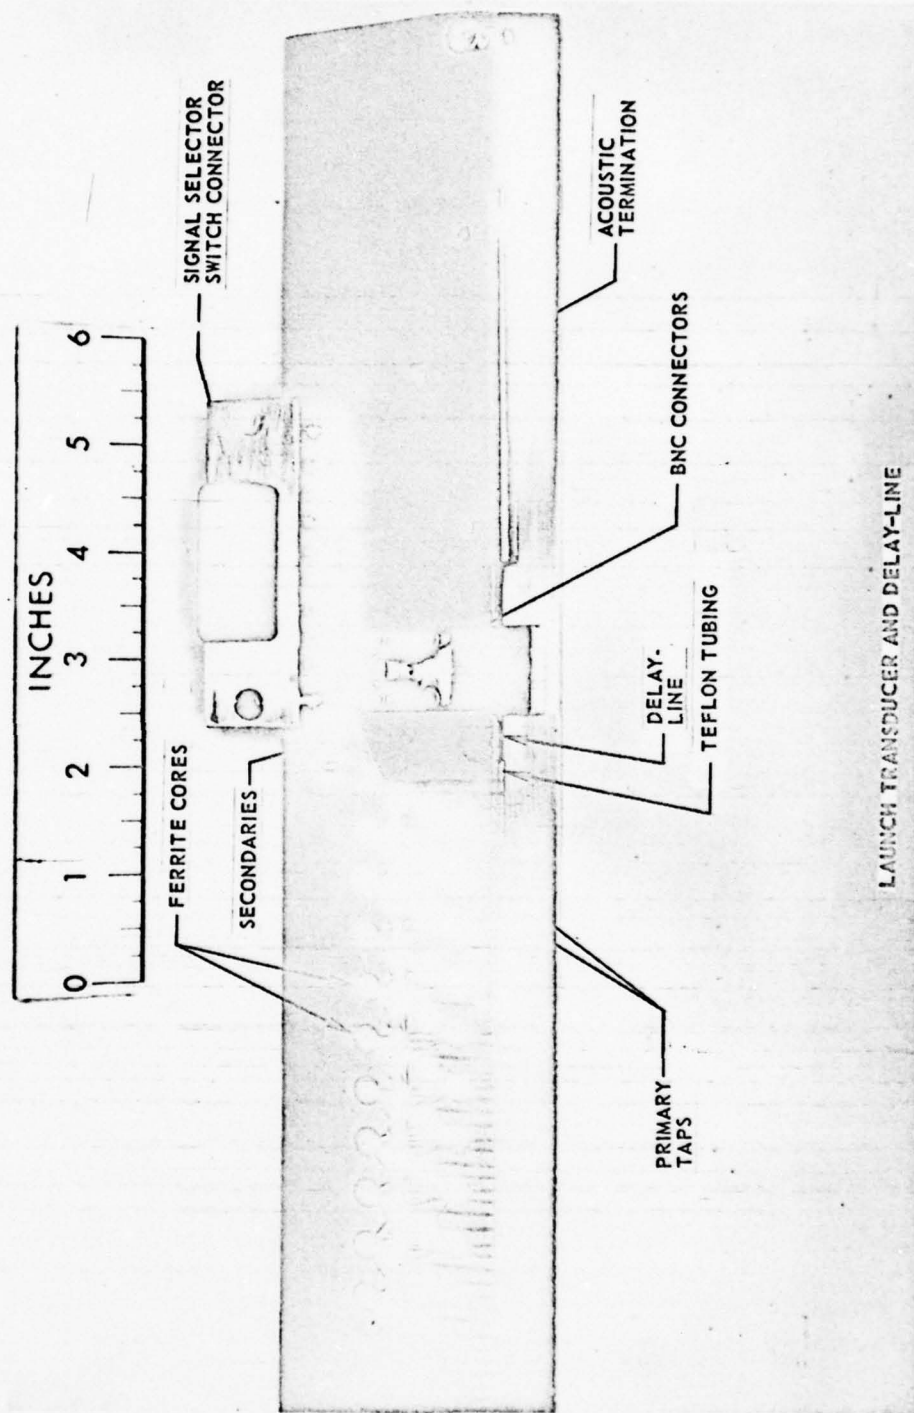 INCHES
0 1 2 3 4 5 6
FERRITE CORES
SECONDARIES
SIGNAL SELECTOR
SWITCH CONNECTOR
PRIMARY
TAPS
DELAY-
LINE
TEFLON TUBING
BNC CONNECTORS
ACOUSTIC
TERMINATION
LAUNCH TRANSDUCER AND DELAY-LINE